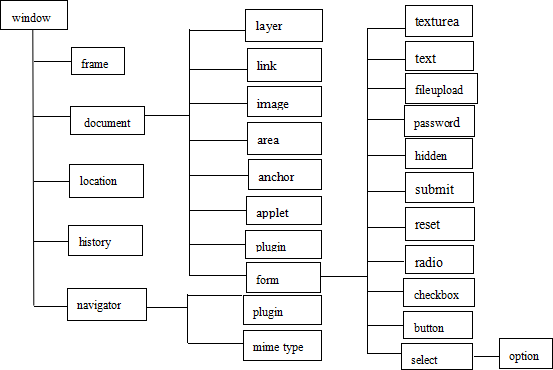 window
frame
document
location
history
navigator
layer
link
image
area
anchor
applet
plugin
form
plugin
mime type
texturea
text
fileupload
password
hidden
submit
reset
radio
checkbox
button
select
option